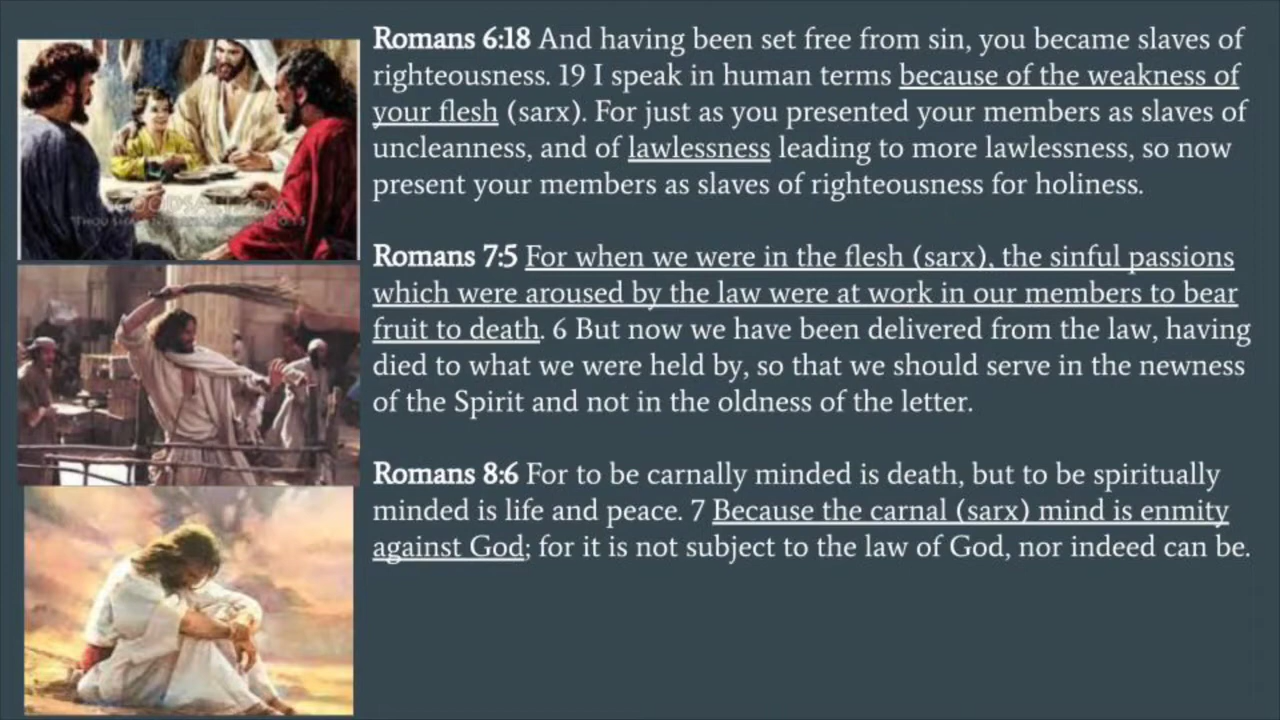 Romans 6:18 And having been set free from sin, you became slaves of
righteousness. 19 I speak in human terms because of the weakness of
your flesh (sarx). For just as you presented your members as slaves of
uncleanness, and of lawlessness leading to more lawlessness, so now
present your members as slaves of righteousness for holiness.
Romans 7:5 For when we were in the flesh (sarx), the sinful passions
which were aroused by the law were at work in our members to bear
fruit to death. 6 But now we have been delivered from the law, having
died to what we were held by, so that we should serve in the newness
of the Spirit and not in the oldness of the letter.
Romans 8:6 For to be carnally minded is death, but to be spiritually
minded is life and peace. 7 Because the carnal (sarx) mind is enmity
against God; for it is not subject to the law of God, nor indeed can be.